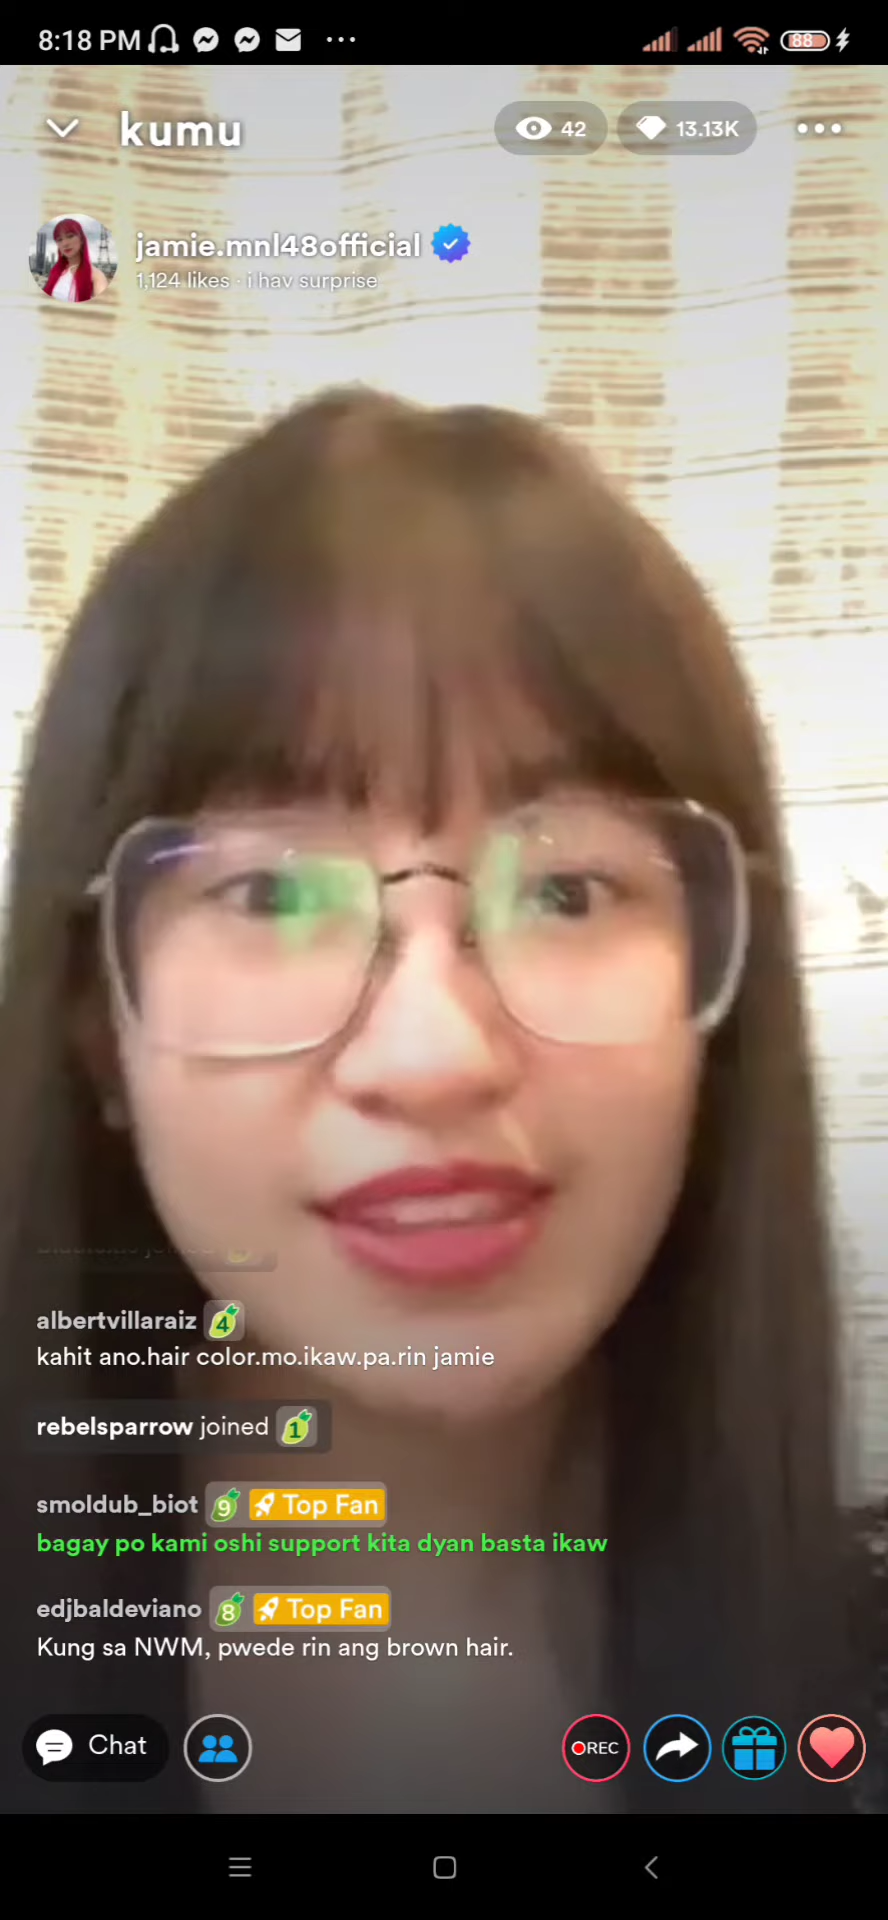 8:18 PM
88
kumu
42
13.13K
jamie.mnl48official
1,124 likes · i hav surprise
joined
albertvillaraiz 4
kahit ano.hair color.mo.ikaw.pa.rin jamie
rebelsparrow joined 1
smoldub_biot 9 Top Fan
bagay po kami oshi support kita dyan basta ikaw
edjbaldeviano 8 Top Fan
Kung sa NWM, pwede rin ang brown hair.
Chat
REC